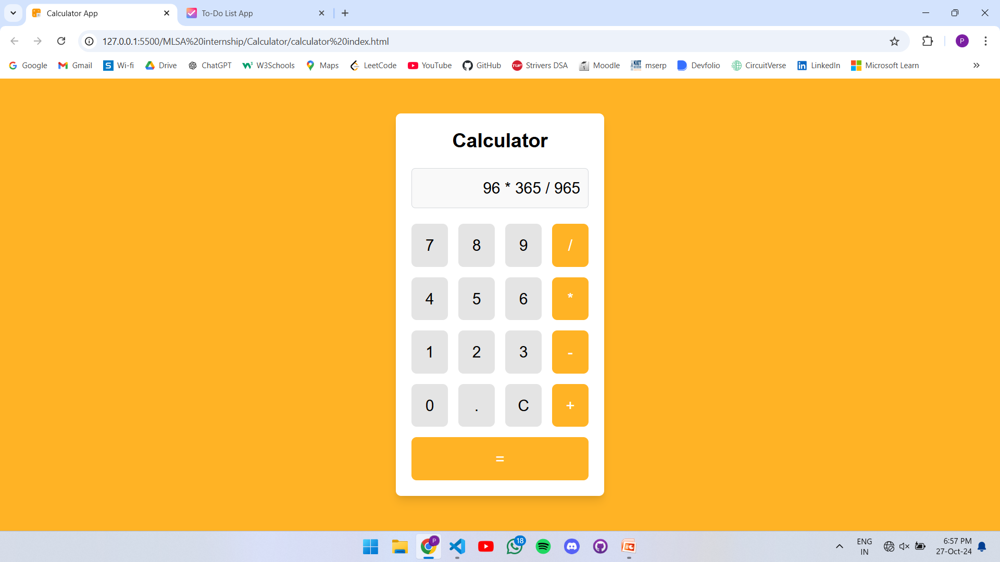 Calculator App
To-Do List App
127.0.0.1:5500/MLSA%20internship/Calculator/calculator%20index.html
P
Google Gmail S Wi-fi Drive ChatGPT W3Schools Maps LeetCode YouTube GitHub TUF Strivers DSA Moodle KIET mserp Devfolio CircuitVerse in LinkedIn Microsoft Learn
Calculator
96 * 365 / 965
7 8 9 /
4 5 6 *
1 2 3 -
0 . C +
=
P
18
ENG
IN
6:57 PM
27-Oct-24